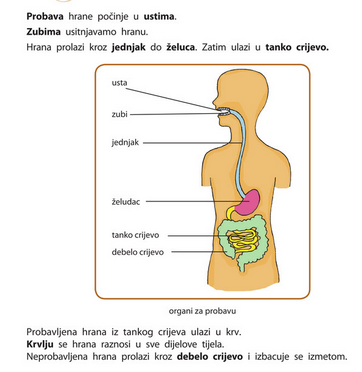 Probava hrane počinje u ustima.
Zubima usitnjavamo hranu.
Hrana prolazi kroz jednjak do želuca. Zatim ulazi u tanko crijevo.
usta
zubi
jednjak
želudac
tanko crijevo
debelo crijevo
organi za probavu
Probavljena hrana iz tankog crijeva ulazi u krv.
Krvlju se hrana raznosi u sve dijelove tijela.
Neprobavljena hrana prolazi kroz debelo crijevo i izbacuje se izmetom.